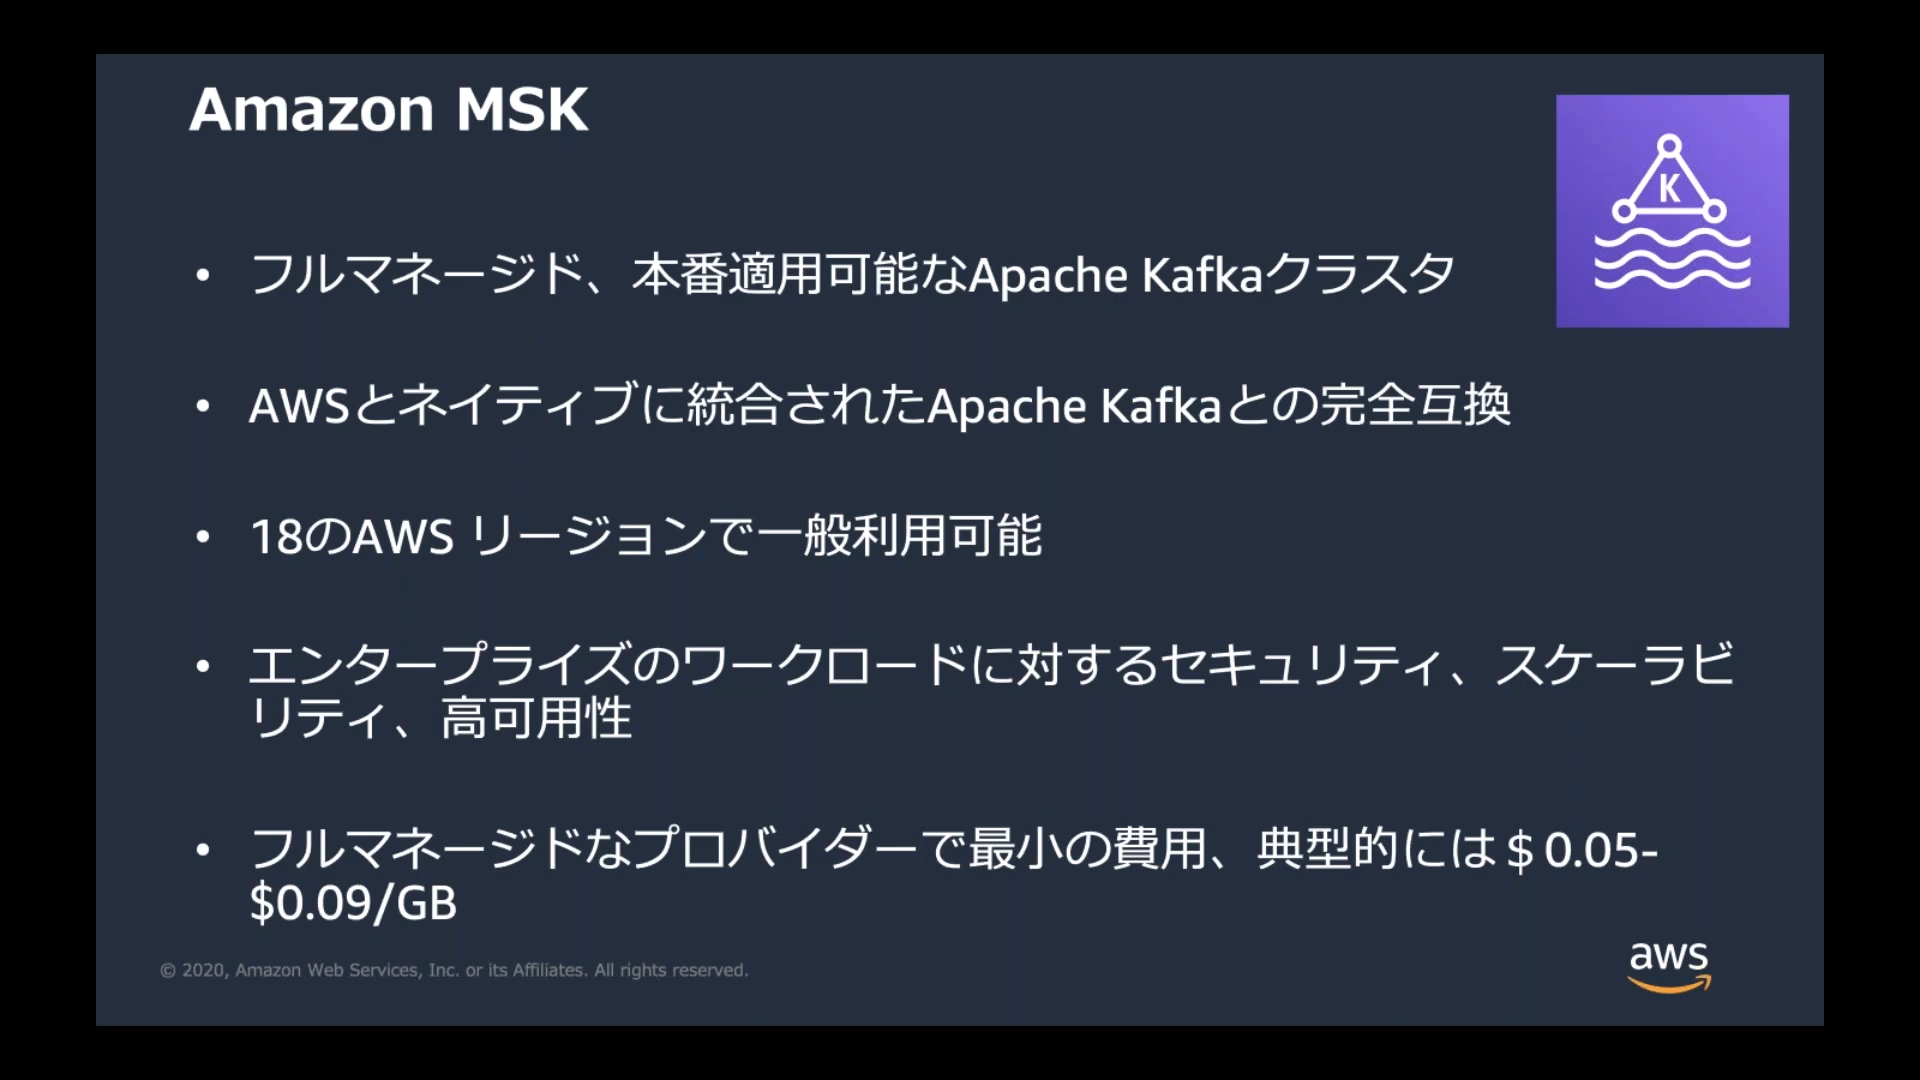 Amazon MSK
K
• フルマネージド、本番適用可能なApache Kafkaクラスタ
• AWSとネイティブに統合されたApache Kafkaとの完全互換
• 18のAWS リージョンで一般利用可能
• エンタープライズのワークロードに対するセキュリティ、スケーラビ
リティ、高可用性
• フルマネージドなプロバイダーで最小の費用、典型的には＄0.05-
$0.09/GB
© 2020, Amazon Web Services, Inc. or its Affiliates. All rights reserved.
aws